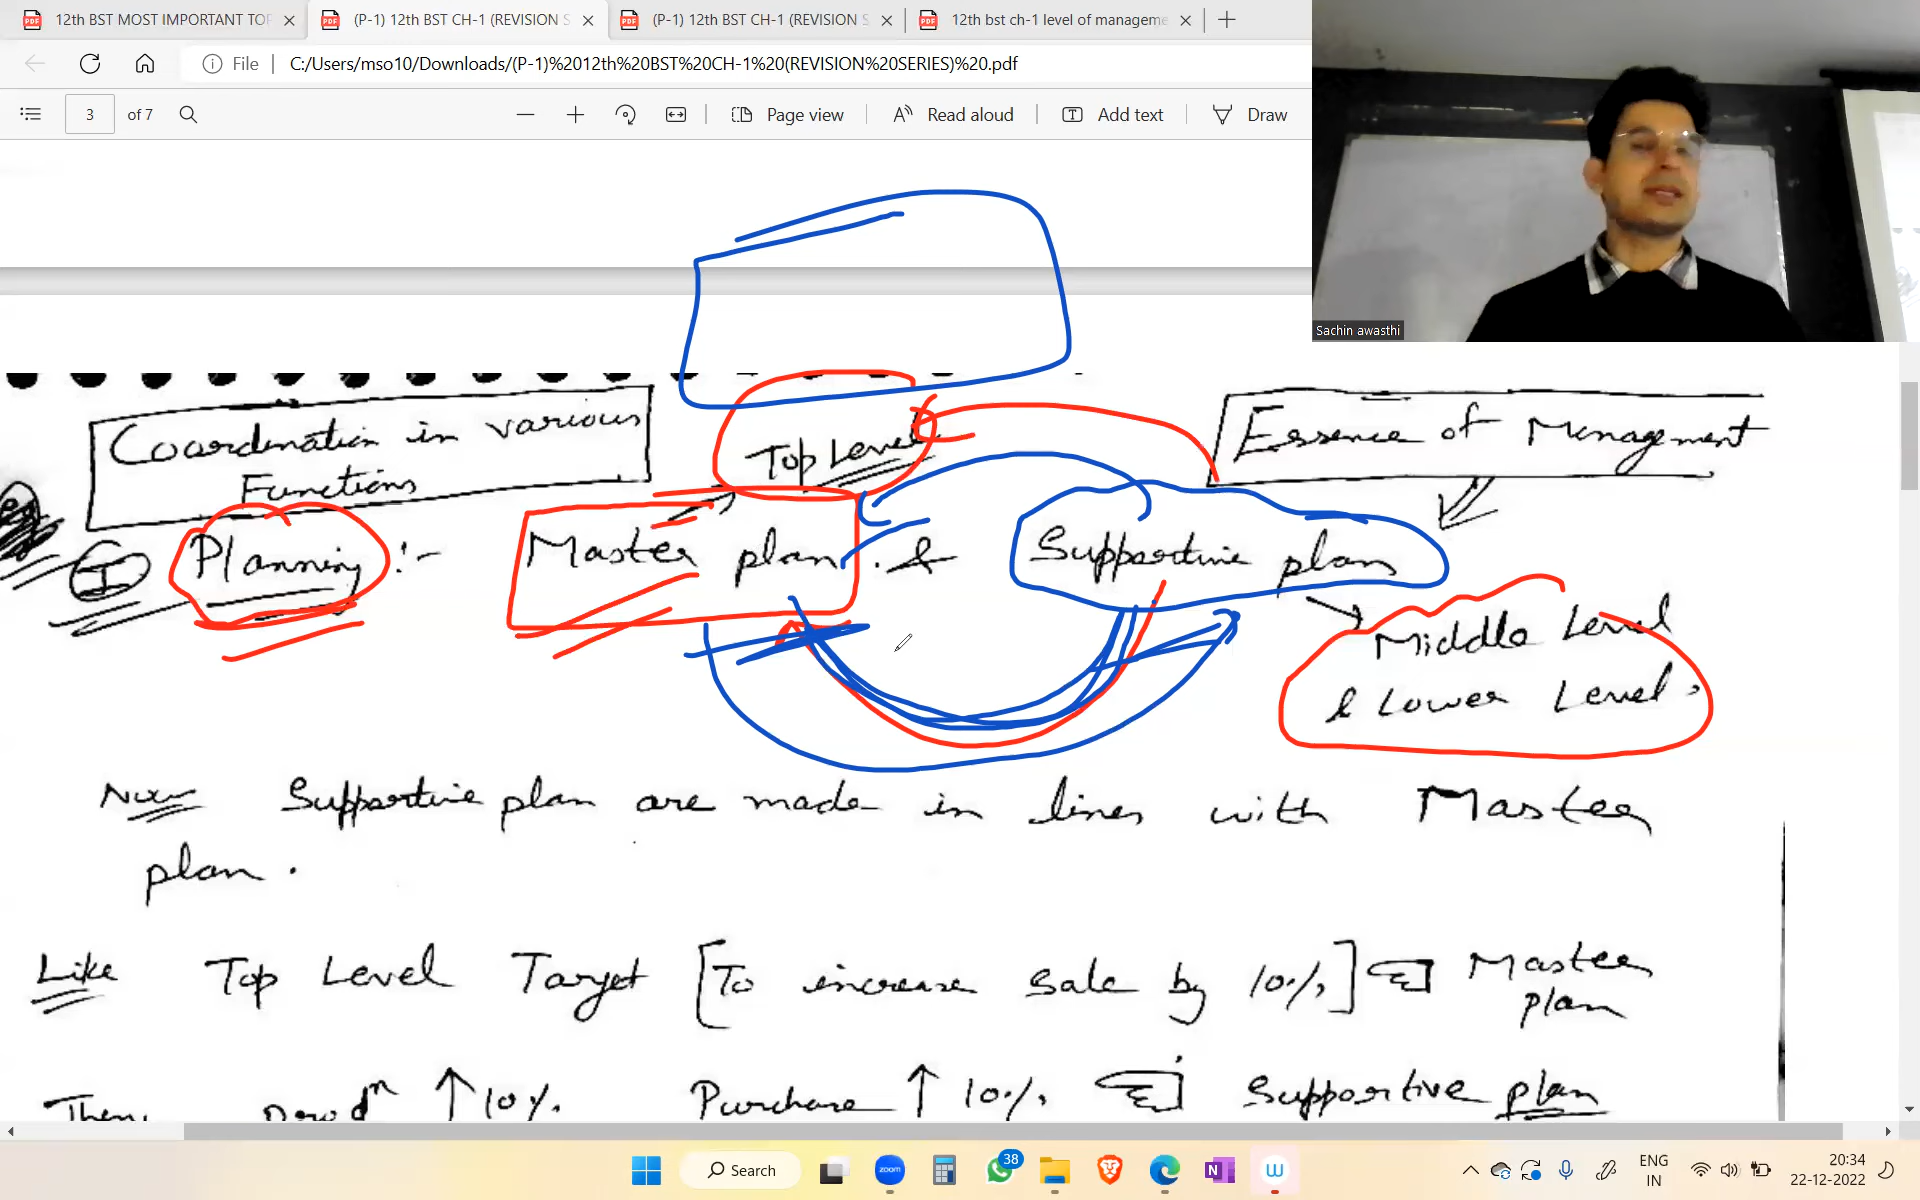 12th BST MOST IMPORTANT TOP
(P-1) 12th BST CH-1 (REVISION S
(P-1) 12th BST CH-1 (REVISION S
12th bst ch-1 level of manageme
File C:/Users/mso10/Downloads/(P-1)%2012th%20BST%20CH-1%20(REVISION%20SERIES)%20.pdf
3 of 7 Page view Read aloud Add text Draw
Sachin awasthi
Coordination in various
Functions
Top Level
Essence of Management
I Planning :- Master plan . & Supportive plan
Middle Level
& Lower Level.
Now Supportive plan are made in lines with Master
plan.
Like Top Level Target [To increase sale by 10%] Master
plan
Then, Prodn ↑ 10% Purchase ↑ 10% Supportive plan
Search
zoom
38
N
W
ENG
IN
20:34
22-12-2022